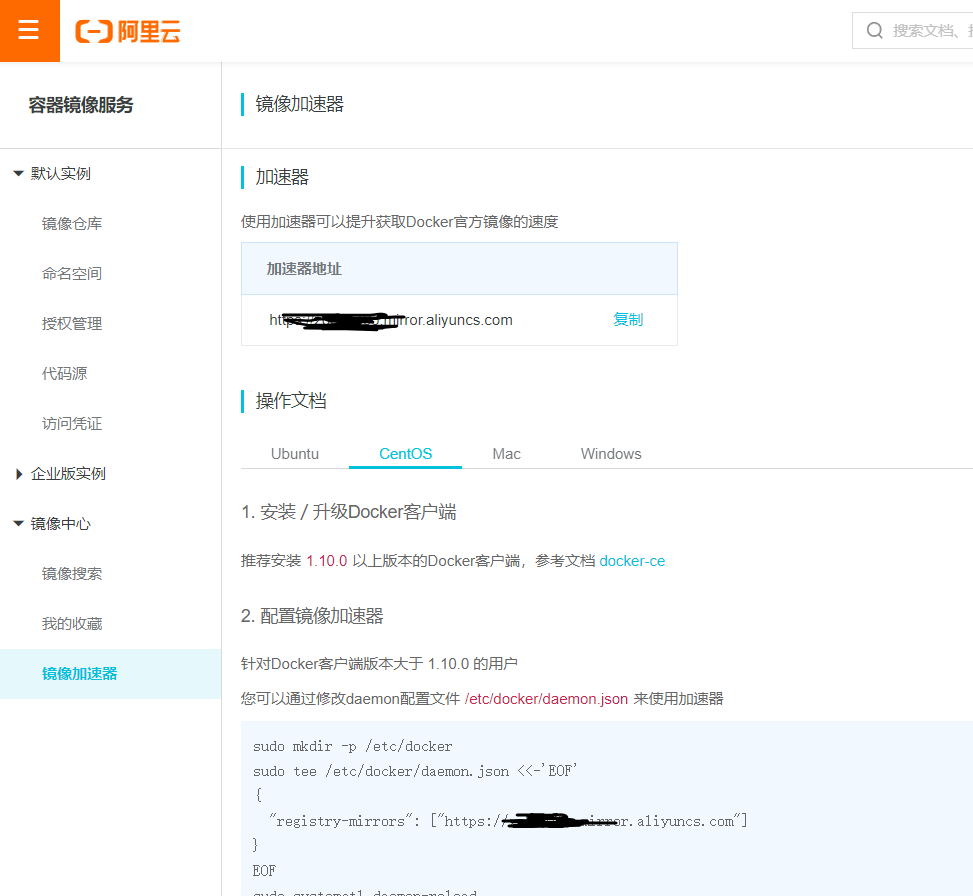 阿里云
搜索文档、
容器镜像服务
镜像加速器
默认实例
镜像仓库
命名空间
授权管理
代码源
访问凭证
企业版实例
镜像中心
镜像搜索
我的收藏
镜像加速器
加速器
使用加速器可以提升获取Docker官方镜像的速度
加速器地址
mirror.aliyuncs.com 复制
操作文档
Ubuntu CentOS Mac Windows
1. 安装 / 升级Docker客户端
推荐安装 1.10.0 以上版本的Docker客户端，参考文档 docker-ce
2. 配置镜像加速器
针对Docker客户端版本大于 1.10.0 的用户
您可以通过修改daemon配置文件 /etc/docker/daemon.json 来使用加速器
sudo mkdir -p /etc/docker
sudo tee /etc/docker/daemon.json <<-'EOF'
{
"registry-mirrors": ["https:// mirror.aliyuncs.com"]
}
EOF
sudo systemctl daemon-reload